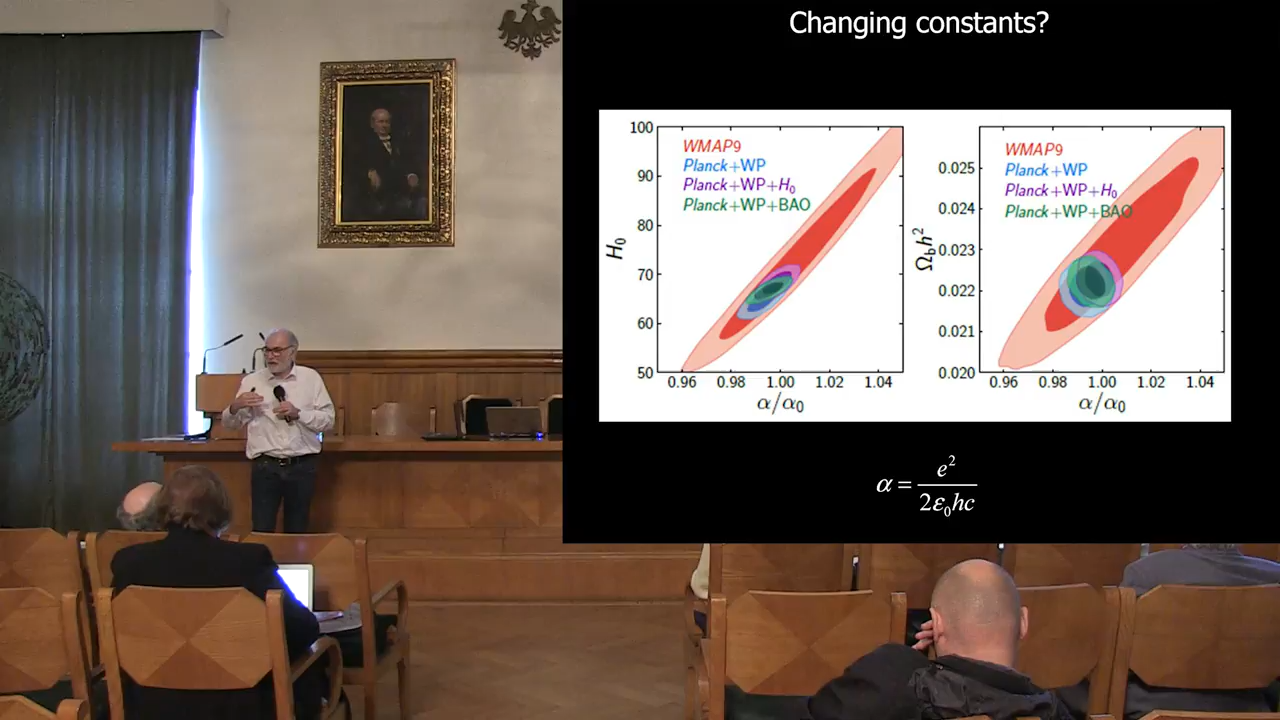 Changing constants?
100
90
80
70
60
50
H₀
WMAP9
Planck+WP
Planck+WP+H₀
Planck+WP+BAO
0.96 0.98 1.00 1.02 1.04
α/α₀
0.025
0.024
0.023
0.022
0.021
0.020
Ω_b h²
WMAP9
Planck+WP
Planck+WP+H₀
Planck+WP+BAO
0.96 0.98 1.00 1.02 1.04
α/α₀
α = e² / 2ε₀hc